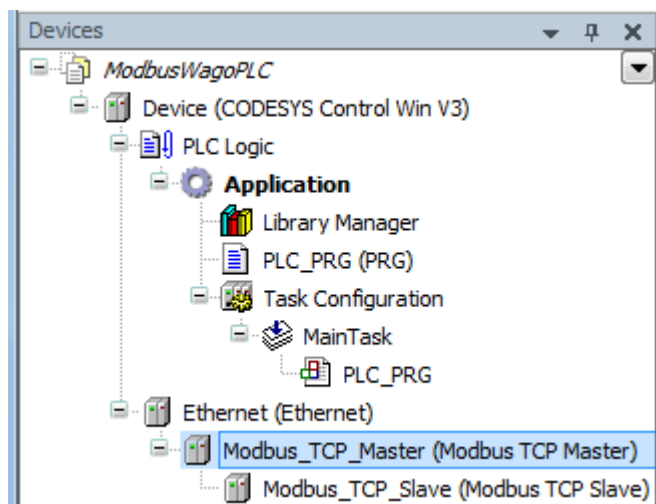 Devices
ModbusWagoPLC
Device (CODESYS Control Win V3)
PLC Logic
Application
Library Manager
PLC_PRG (PRG)
Task Configuration
MainTask
PLC_PRG
Ethernet (Ethernet)
Modbus_TCP_Master (Modbus TCP Master)
Modbus_TCP_Slave (Modbus TCP Slave)